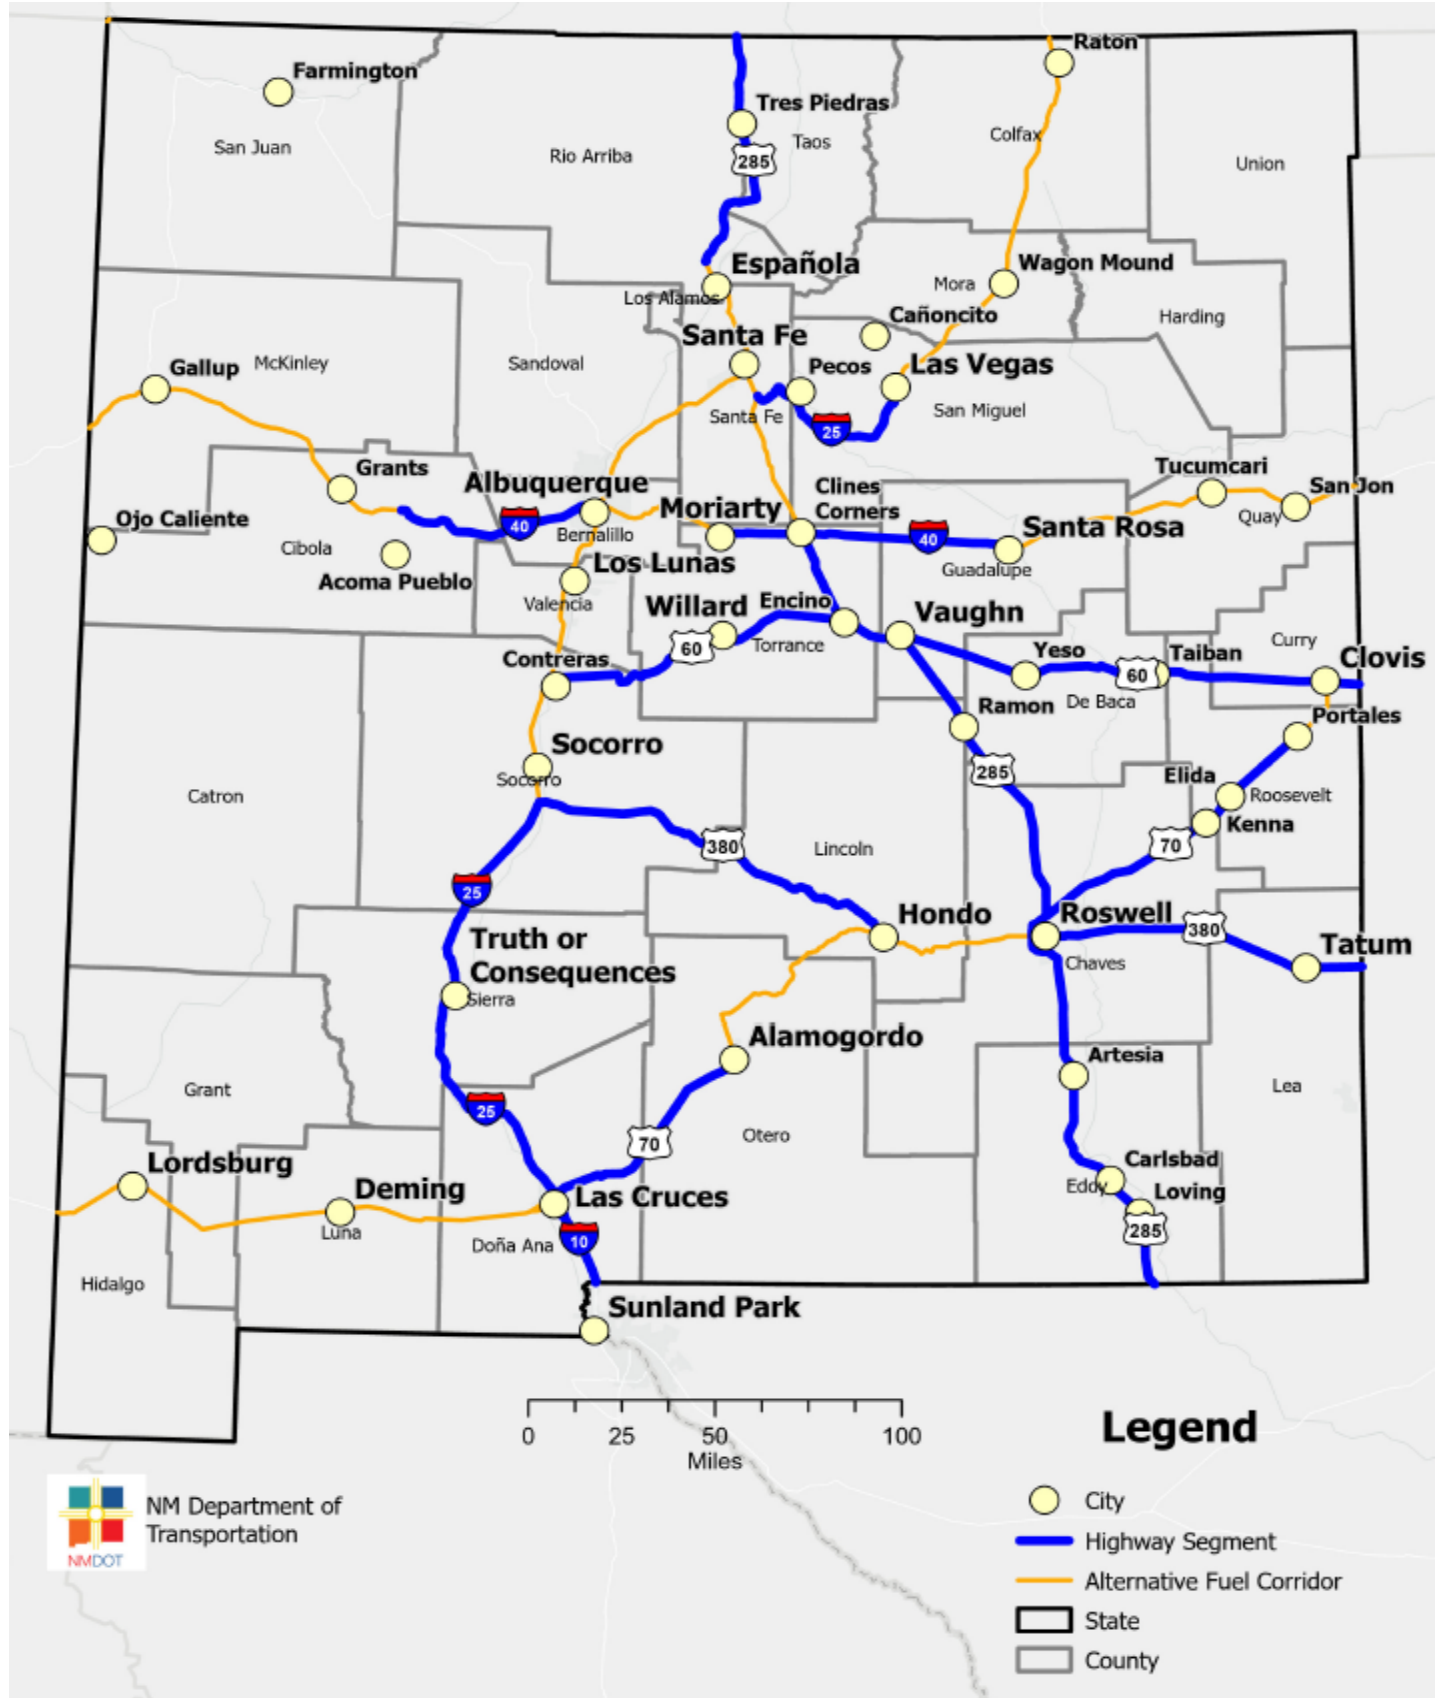 Raton
Farmington
Tres Piedras
San Juan
Rio Arriba
285
Taos
Colfax
Union
Española
Wagon Mound
Los Alamos
Mora
Cañoncito
Harding
Santa Fe
Gallup
McKinley
Sandoval
Pecos
Las Vegas
Santa Fe
25
San Miguel
Grants
Albuquerque
Moriarty
Clines
Corners
Tucumcari
San Jon
Ojo Caliente
40
Bernalillo
40
Santa Rosa
Quay
Cibola
Acoma Pueblo
Los Lunas
Guadalupe
Valencia
Willard
Encino
Vaughn
60
Torrance
Contreras
Yeso
Taiban
Curry
Clovis
60
De Baca
Ramon
Portales
Socorro
Socorro
285
Elida
Roosevelt
Catron
380
Lincoln
70
Kenna
25
Hondo
Roswell
380
Truth or
Consequences
Tatum
Chaves
Sierra
Alamogordo
Artesia
Grant
25
Lea
70
Otero
Lordsburg
Deming
Las Cruces
Carlsbad
Eddy
Loving
285
Luna
Doña Ana
10
Hidalgo
Sunland Park
0 25 50 100
Miles
Legend
City
Highway Segment
Alternative Fuel Corridor
State
County
NM Department of
Transportation
NMDOT